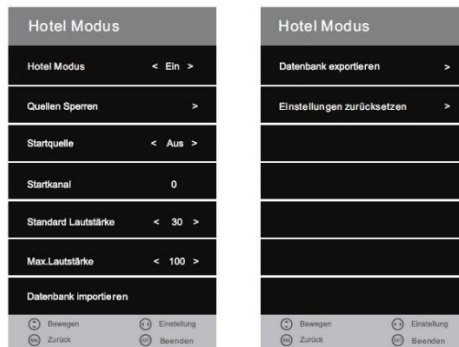 Hotel Modus
Hotel Modus < Ein >
Quellen Sperren >
Startquelle < Aus >
Startkanal 0
Standard Lautstärke < 30 >
Max.Lautstärke < 100 >
Datenbank importieren
Bewegen Einstellung
Zurück Beenden
Hotel Modus
Datenbank exportieren >
Einstellungen zurücksetzen >
Bewegen Einstellung
Zurück Beenden